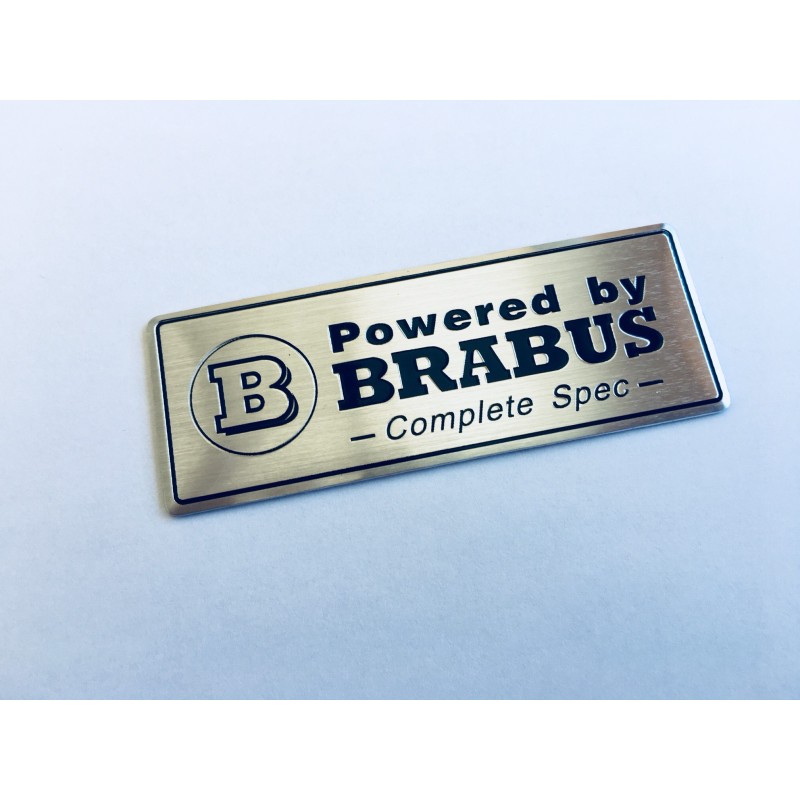 B
Powered by
BRABUS
– Complete Spec –